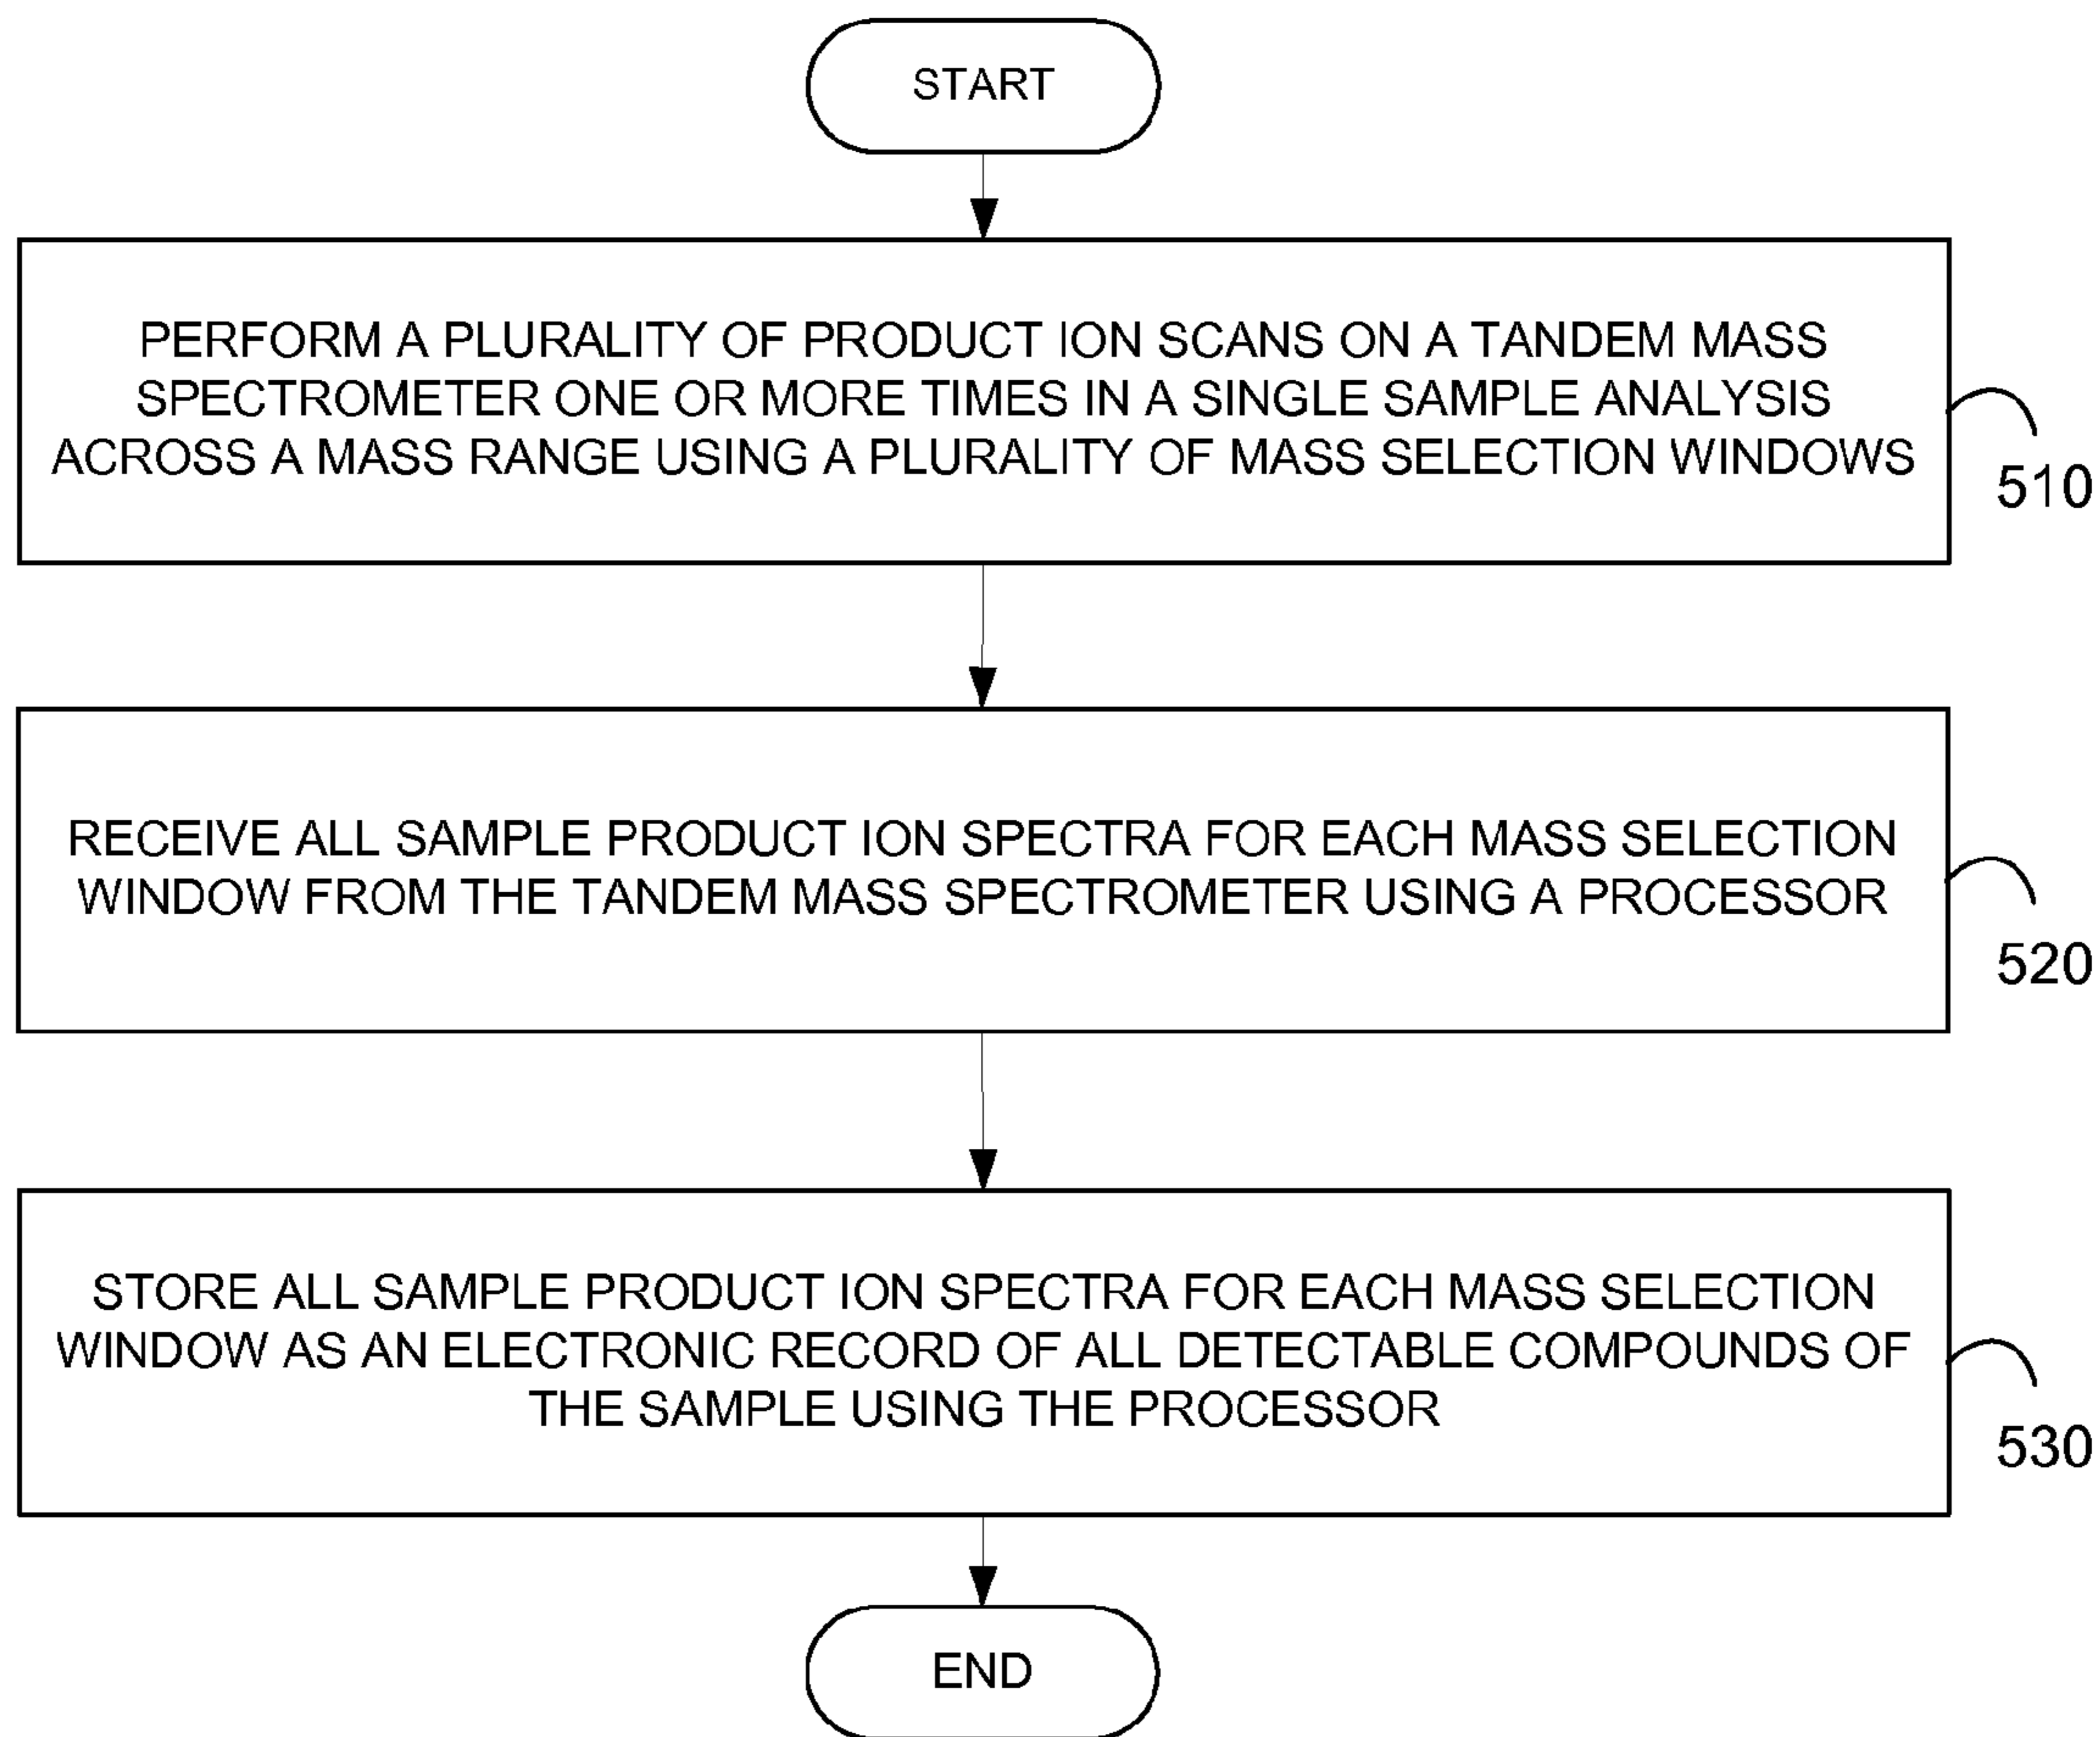 START
PERFORM A PLURALITY OF PRODUCT ION SCANS ON A TANDEM MASS
SPECTROMETER ONE OR MORE TIMES IN A SINGLE SAMPLE ANALYSIS
ACROSS A MASS RANGE USING A PLURALITY OF MASS SELECTION WINDOWS
510
RECEIVE ALL SAMPLE PRODUCT ION SPECTRA FOR EACH MASS SELECTION
WINDOW FROM THE TANDEM MASS SPECTROMETER USING A PROCESSOR
520
STORE ALL SAMPLE PRODUCT ION SPECTRA FOR EACH MASS SELECTION
WINDOW AS AN ELECTRONIC RECORD OF ALL DETECTABLE COMPOUNDS OF
THE SAMPLE USING THE PROCESSOR
530
END